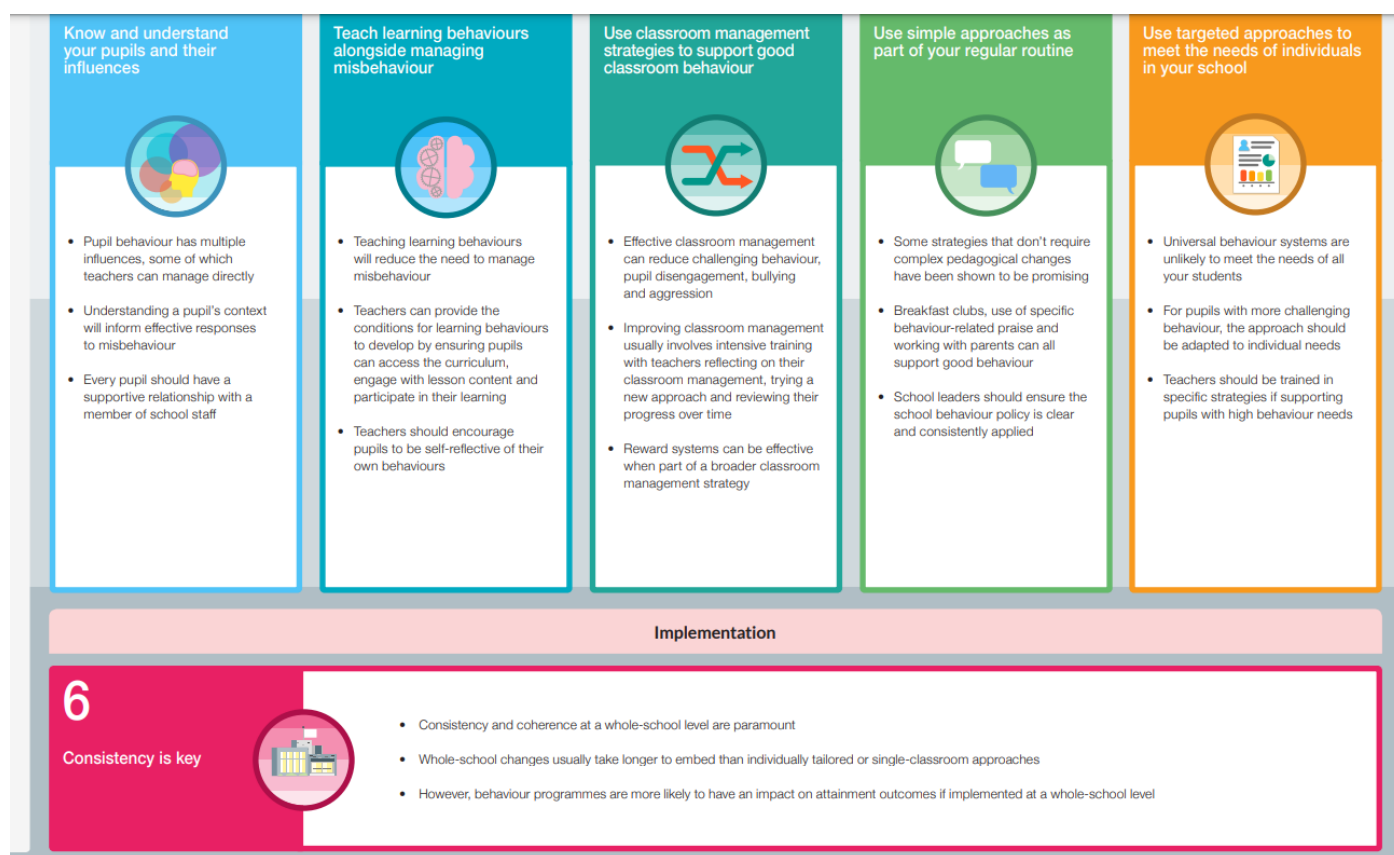 Know and understand
your pupils and their
influences
• Pupil behaviour has multiple
influences, some of which
teachers can manage directly
• Understanding a pupil's context
will inform effective responses
to misbehaviour
• Every pupil should have a
supportive relationship with a
member of school staff
Teach learning behaviours
alongside managing
misbehaviour
• Teaching learning behaviours
will reduce the need to manage
misbehaviour
• Teachers can provide the
conditions for learning behaviours
to develop by ensuring pupils
can access the curriculum,
engage with lesson content and
participate in their learning
• Teachers should encourage
pupils to be self-reflective of their
own behaviours
Use classroom management
strategies to support good
classroom behaviour
• Effective classroom management
can reduce challenging behaviour,
pupil disengagement, bullying
and aggression
• Improving classroom management
usually involves intensive training
with teachers reflecting on their
classroom management, trying a
new approach and reviewing their
progress over time
• Reward systems can be effective
when part of a broader classroom
management strategy
Use simple approaches as
part of your regular routine
• Some strategies that don't require
complex pedagogical changes
have been shown to be promising
• Breakfast clubs, use of specific
behaviour-related praise and
working with parents can all
support good behaviour
• School leaders should ensure the
school behaviour policy is clear
and consistently applied
Use targeted approaches to
meet the needs of individuals
in your school
• Universal behaviour systems are
unlikely to meet the needs of all
your students
• For pupils with more challenging
behaviour, the approach should
be adapted to individual needs
• Teachers should be trained in
specific strategies if supporting
pupils with high behaviour needs
Implementation
6
Consistency is key
• Consistency and coherence at a whole-school level are paramount
• Whole-school changes usually take longer to embed than individually tailored or single-classroom approaches
• However, behaviour programmes are more likely to have an impact on attainment outcomes if implemented at a whole-school level